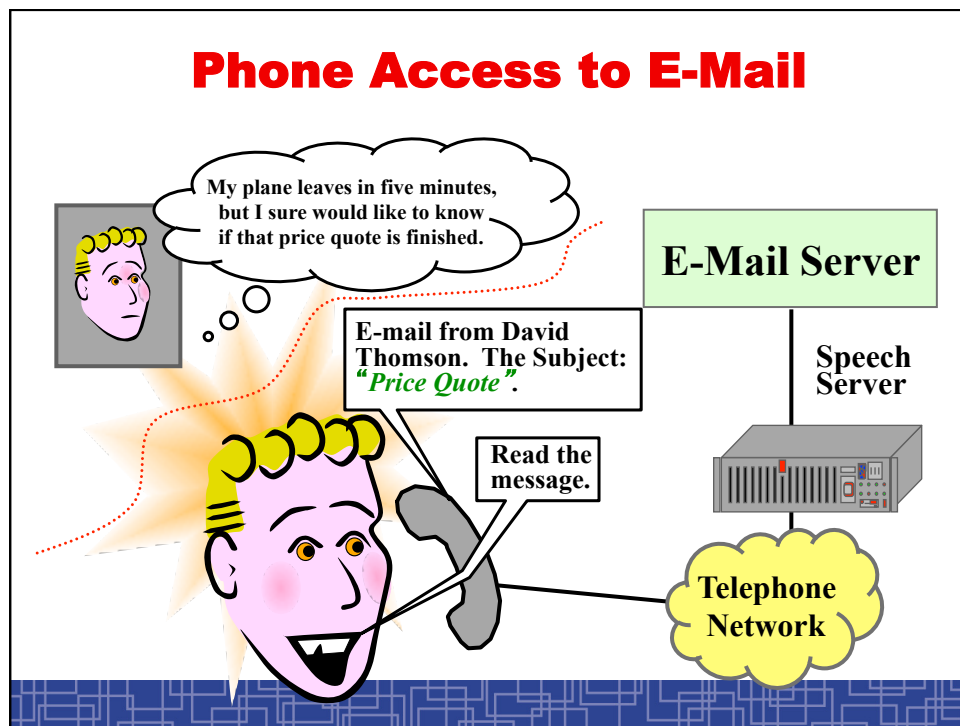 Phone Access to E-Mail
My plane leaves in five minutes,
but I sure would like to know
if that price quote is finished.
E-Mail Server
E-mail from David
Thomson. The Subject:
“Price Quote”.
Speech
Server
Read the
message.
Telephone
Network